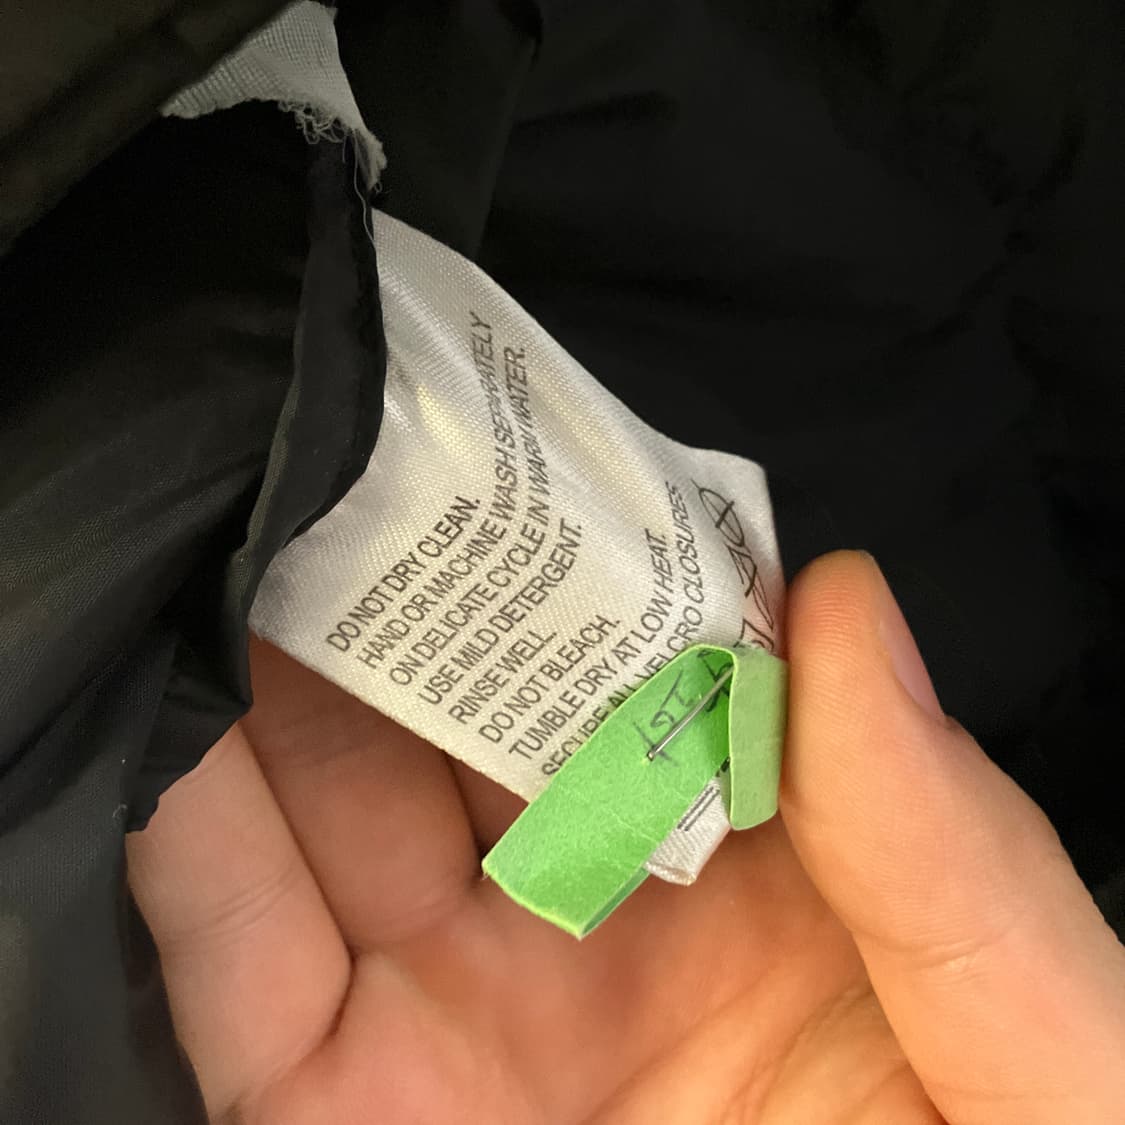 DO NOT DRY CLEAN.
HAND OR MACHINE WASH SEPARATELY
ON DELICATE CYCLE IN WARM WATER.
USE MILD DETERGENT.
RINSE WELL.
DO NOT BLEACH.
TUMBLE DRY AT LOW HEAT.
SECURE ALL VELCRO CLOSURES